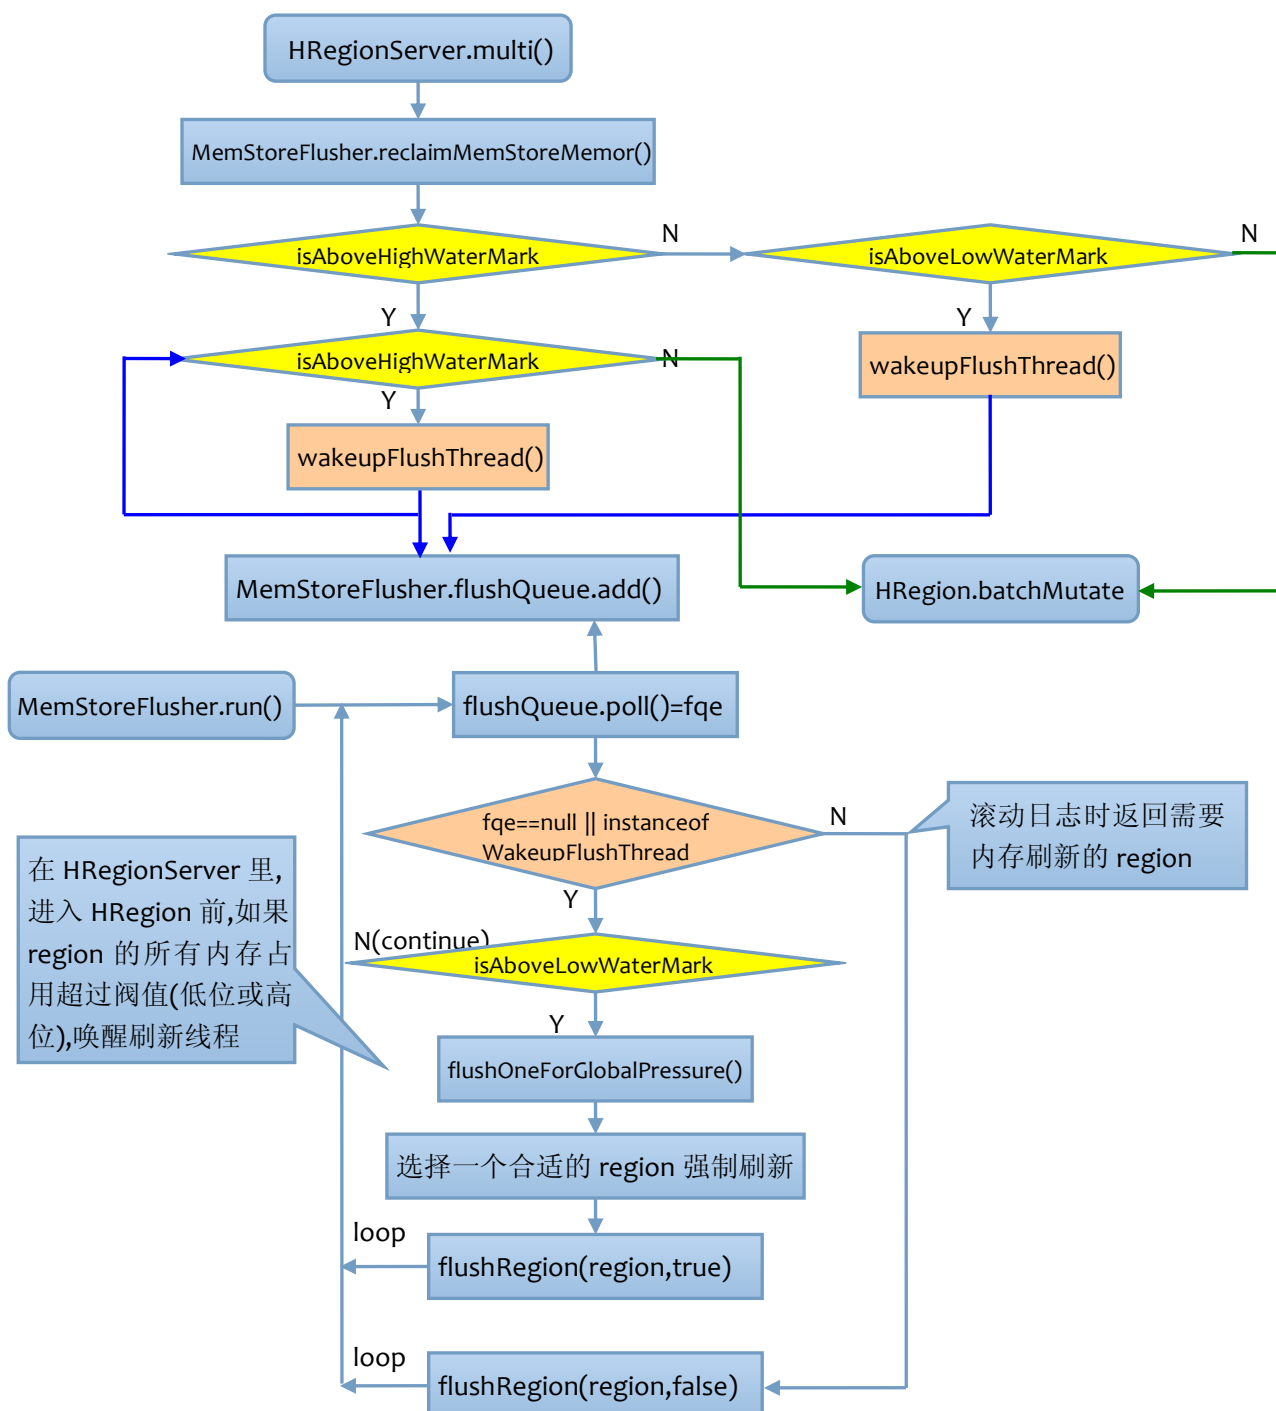 HRegionServer.multi()
MemStoreFlusher.reclaimMemStoreMemor()
isAboveHighWaterMark
N
isAboveLowWaterMark
N
Y
Y
isAboveHighWaterMark
N
wakeupFlushThread()
Y
wakeupFlushThread()
MemStoreFlusher.flushQueue.add()
HRegion.batchMutate
MemStoreFlusher.run()
flushQueue.poll()=fqe
fqe==null || instanceof
WakeupFlushThread
N
滚动日志时返回需要
内存刷新的 region
在 HRegionServer 里,
进入 HRegion 前,如果
region 的所有内存占
用超过阀值(低位或高
位),唤醒刷新线程
Y
N(continue)
isAboveLowWaterMark
Y
flushOneForGlobalPressure()
选择一个合适的 region 强制刷新
loop
flushRegion(region,true)
loop
flushRegion(region,false)